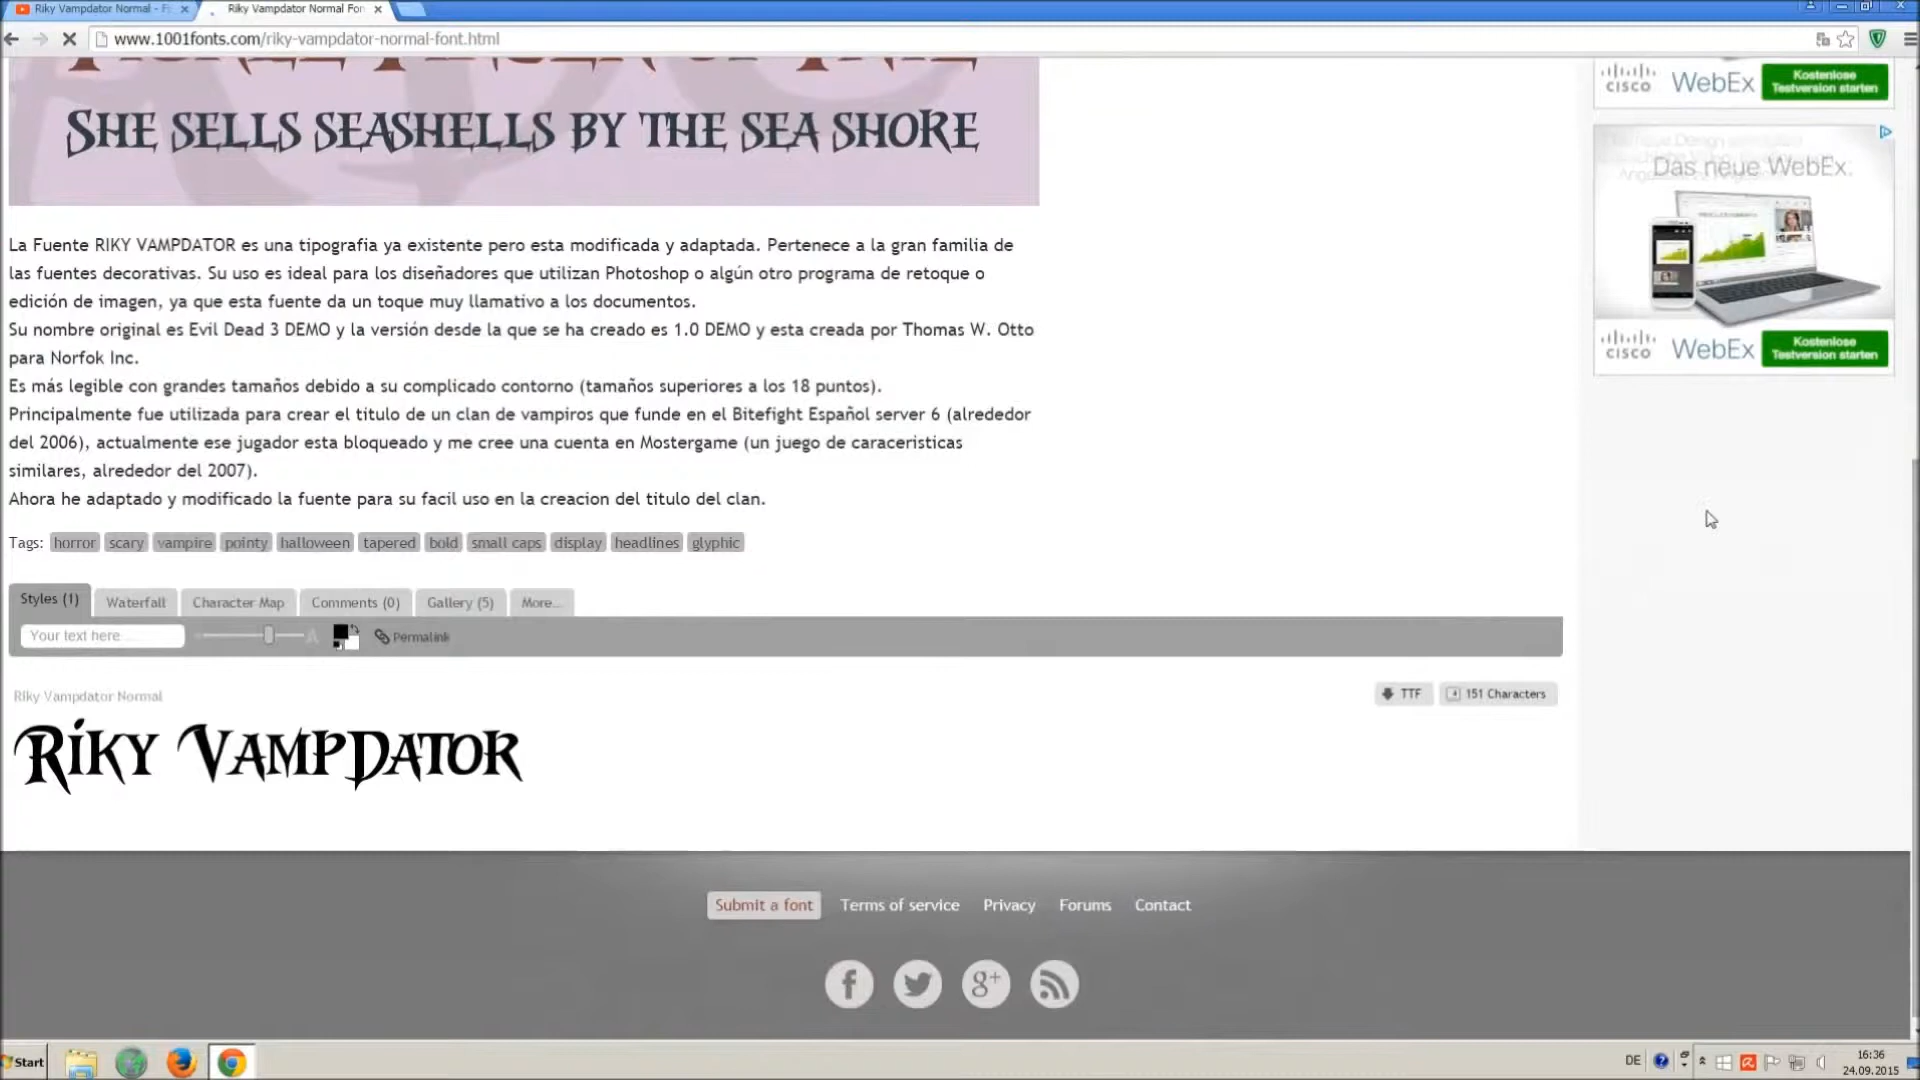 Riky Vampdator Normal - F
Riky Vampdator Normal Fon
www.1001fonts.com/riky-vampdator-normal-font.html
She sells seashells by the sea shore
La Fuente RIKY VAMPDATOR es una tipografia ya existente pero esta modificada y adaptada. Pertenece a la gran familia de
las fuentes decorativas. Su uso es ideal para los diseñadores que utilizan Photoshop o algún otro programa de retoque o
edición de imagen, ya que esta fuente da un toque muy llamativo a los documentos.
Su nombre original es Evil Dead 3 DEMO y la versión desde la que se ha creado es 1.0 DEMO y esta creada por Thomas W. Otto
para Norfok Inc.
Es más legible con grandes tamaños debido a su complicado contorno (tamaños superiores a los 18 puntos).
Principalmente fue utilizada para crear el titulo de un clan de vampiros que funde en el Bitefight Español server 6 (alrededor
del 2006), actualmente ese jugador esta bloqueado y me cree una cuenta en Mostergame (un juego de caraceristicas
similares, alrededor del 2007).
Ahora he adaptado y modificado la fuente para su facil uso en la creacion del titulo del clan.
Tags: horror scary vampire pointy halloween tapered bold small caps display headlines glyphic
Styles (1) Waterfall Character Map Comments (0) Gallery (5) More...
Your text here ... A Permalink
Riky Vampdator Normal
TTF 151 Characters
Riky VampDator
cisco WebEx Kostenlose
Testversion starten
Das neue WebEx.
cisco WebEx Kostenlose
Testversion starten
Submit a font Terms of service Privacy Forums Contact
Start
DE
16:36
24.09.2015